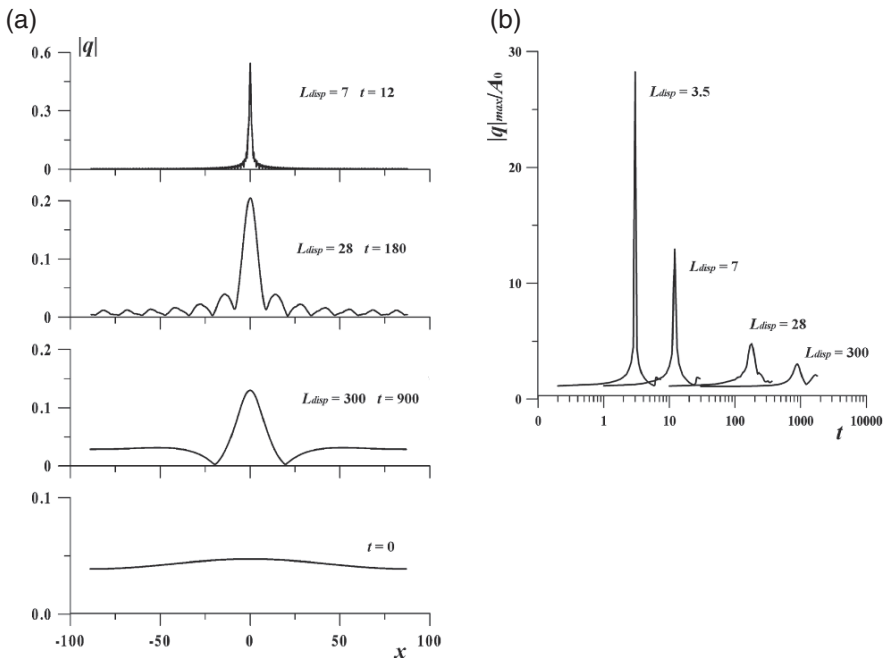 (a)
|q|
0.6
0.3
0
L_disp = 7 t = 12
0.2
0.1
0
L_disp = 28 t = 180
0.2
0.1
0
L_disp = 300 t = 900
0.1
0.0
t = 0
-100 -50 0 50 100
x
(b)
|q|max/A0
30
20
10
0
L_disp = 3.5
L_disp = 7
L_disp = 28
L_disp = 300
0 1 10 100 1000 10000
t